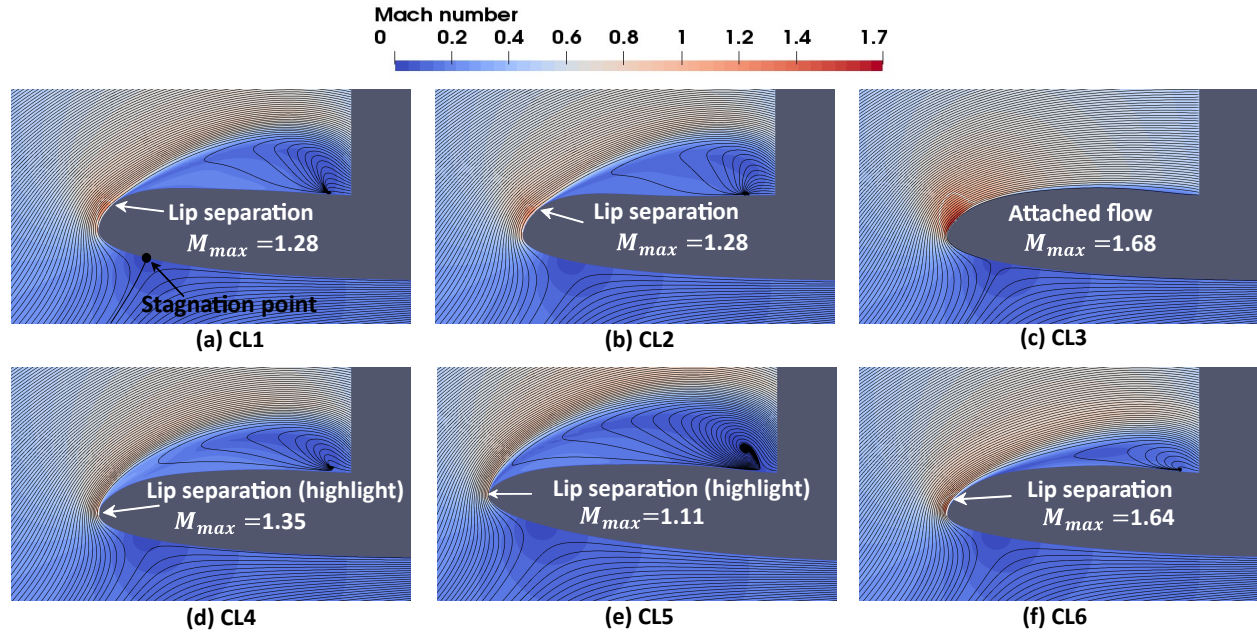 Mach number
0 0.2 0.4 0.6 0.8 1 1.2 1.4 1.7
Lip separation
M_max =1.28
Stagnation point
(a) CL1
Lip separation
M_max =1.28
(b) CL2
Attached flow
M_max =1.68
(c) CL3
Lip separation (highlight)
M_max =1.35
(d) CL4
Lip separation (highlight)
M_max =1.11
(e) CL5
Lip separation
M_max =1.64
(f) CL6